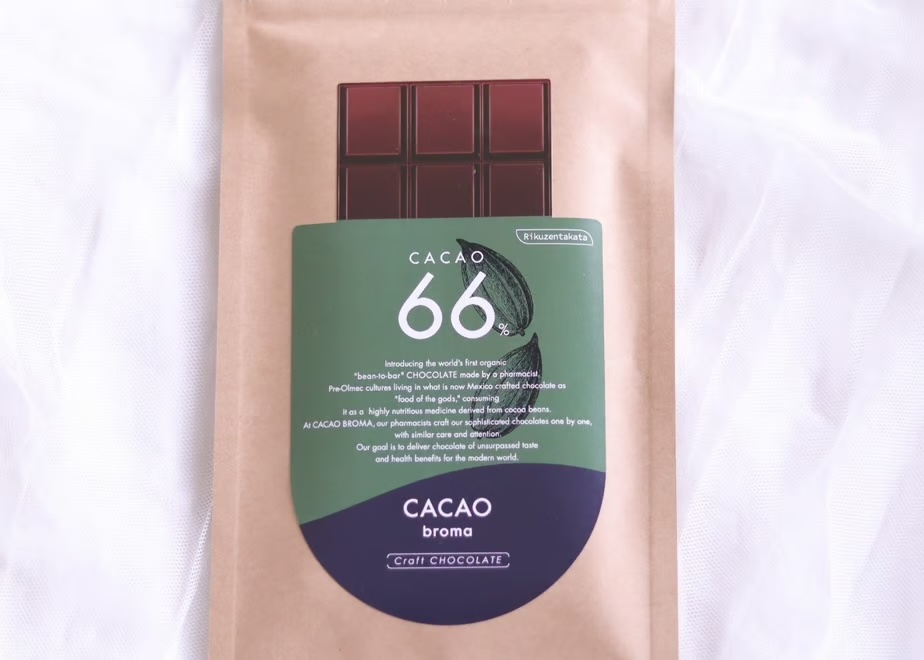 Rikuzentakata
CACAO
66%
Introducing the world's first organic
"bean-to-bar" CHOCOLATE made by a pharmacist.
Pre-Olmec cultures living in what is now Mexico crafted chocolate as
"food of the gods," consuming
it as a highly nutritious medicine derived from cocoa beans.
At CACAO BROMA, our pharmacists craft our sophisticated chocolates one by one,
with similar care and attention.
Our goal is to deliver chocolate of unsurpassed taste
and health benefits for the modern world.
CACAO
broma
Craft CHOCOLATE